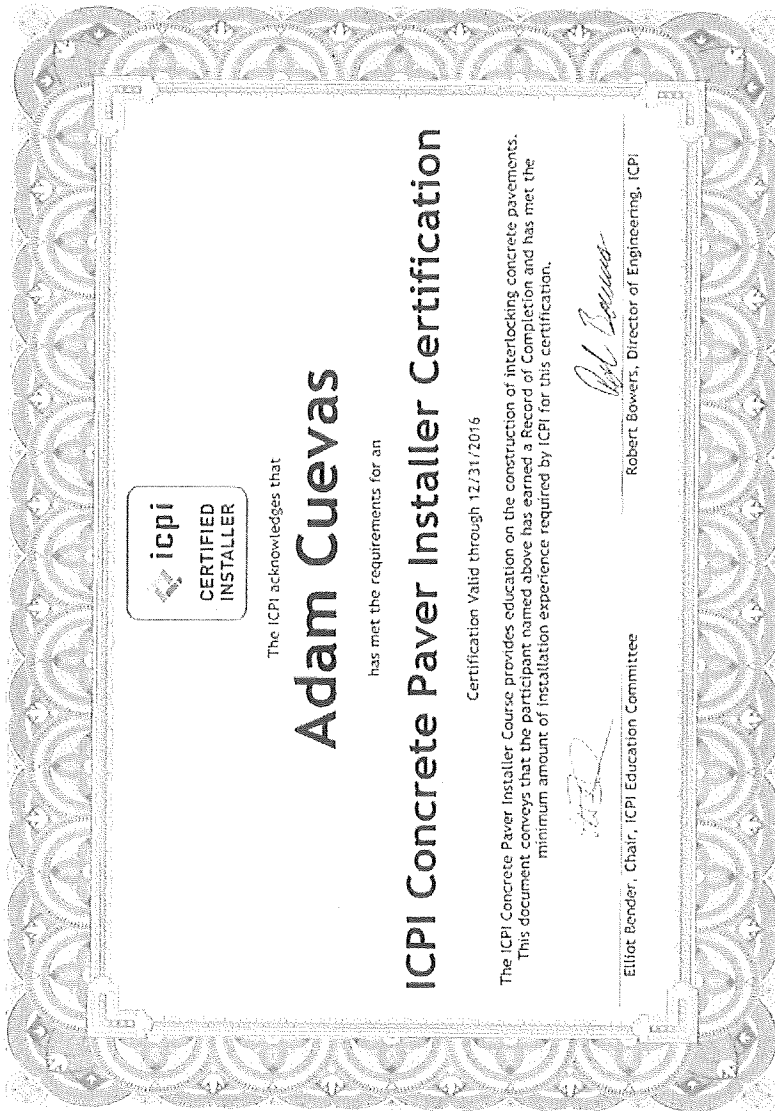 icpi
CERTIFIED
INSTALLER
The ICPI acknowledges that
Adam Cuevas
has met the requirements for an
ICPI Concrete Paver Installer Certification
Certification Valid through 12/31/2016
The ICPI Concrete Paver Installer Course provides education on the construction of interlocking concrete pavements.
This document conveys that the participant named above has earned a Record of Completion and has met the
minimum amount of installation experience required by ICPI for this certification.
Elliot Bender, Chair, ICPI Education Committee
Robert Bowers, Director of Engineering, ICPI